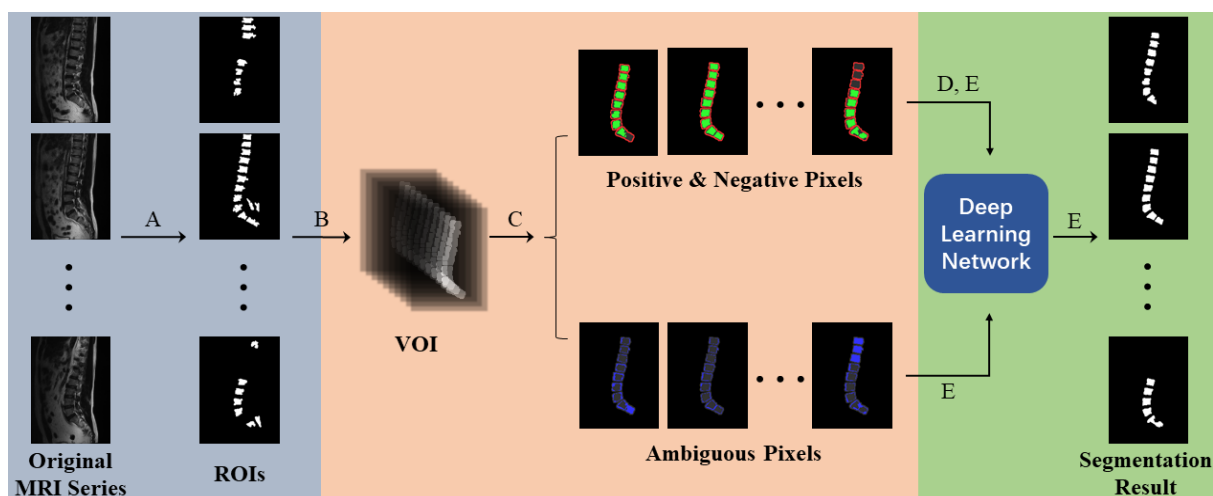 A
B
C
D, E
E
E
Positive & Negative Pixels
Deep
Learning
Network
VOI
Ambiguous Pixels
Original
MRI Series
ROIs
Segmentation
Result